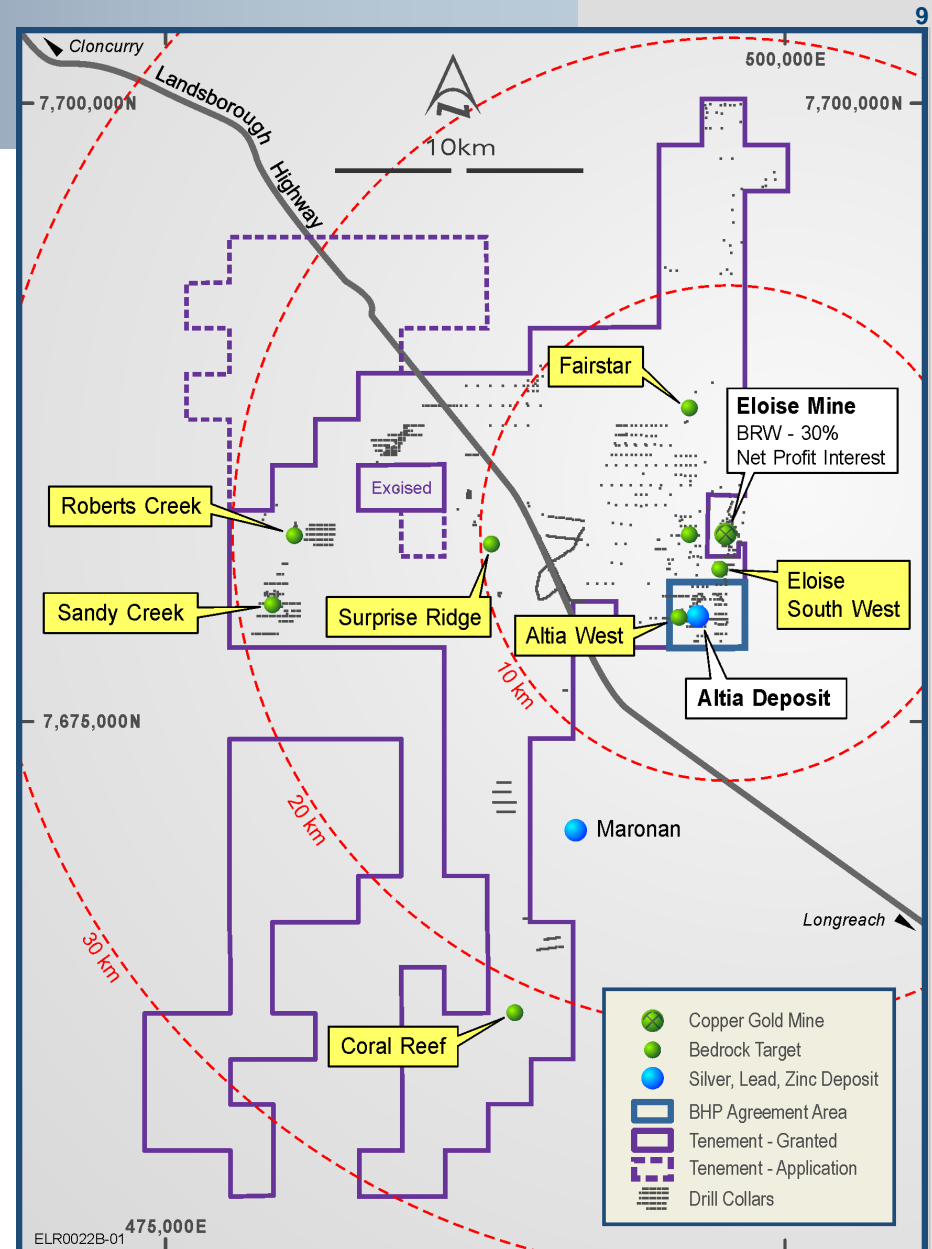 9
Cloncurry
500,000E
Landsborough
Highway
7,700,000N
7,700,000N
10km
Fairstar
Eloise Mine
BRW - 30%
Net Profit Interest
Excised
Roberts Creek
Eloise
South West
Sandy Creek
Surprise Ridge
Altia West
10 km
Altia Deposit
7,675,000N
20 km
Maronan
Longreach
30 km
Coral Reef
Copper Gold Mine
Bedrock Target
Silver, Lead, Zinc Deposit
BHP Agreement Area
Tenement - Granted
Tenement - Application
Drill Collars
475,000E
ELR0022B-01